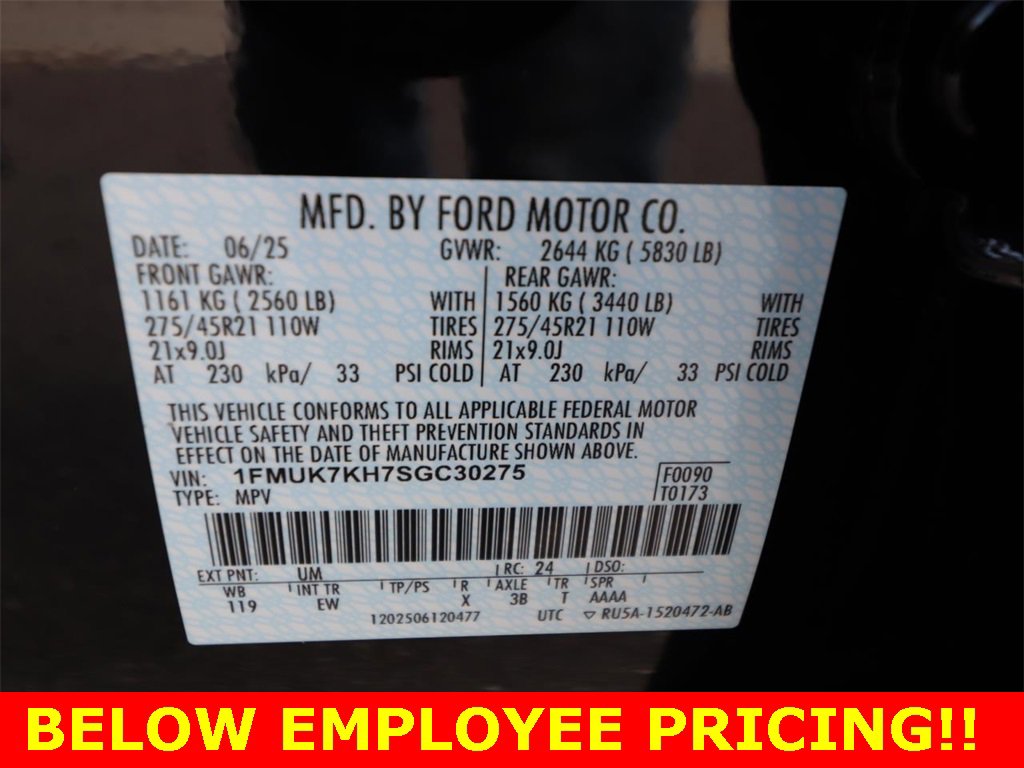 MFD. BY FORD MOTOR CO.
DATE: 06/25 GVWR: 2644 KG ( 5830 LB)
FRONT GAWR: REAR GAWR:
1161 KG ( 2560 LB) WITH 1560 KG ( 3440 LB) WITH
275/45R21 110W TIRES 275/45R21 110W TIRES
21x9.0J RIMS 21x9.0J RIMS
AT 230 kPa/ 33 PSI COLD AT 230 kPa/ 33 PSI COLD
THIS VEHICLE CONFORMS TO ALL APPLICABLE FEDERAL MOTOR
VEHICLE SAFETY AND THEFT PREVENTION STANDARDS IN
EFFECT ON THE DATE OF MANUFACTURE SHOWN ABOVE.
VIN: 1FMUK7KH7SGC30275 F0090
TYPE: MPV T0173
EXT PNT: UM RC: 24 DSO:
WB INT TR TP/PS R AXLE TR SPR
119 EW X 3B T AAAA
1202506120477 UTC ▽ RU5A-1520472-AB
BELOW EMPLOYEE PRICING!!